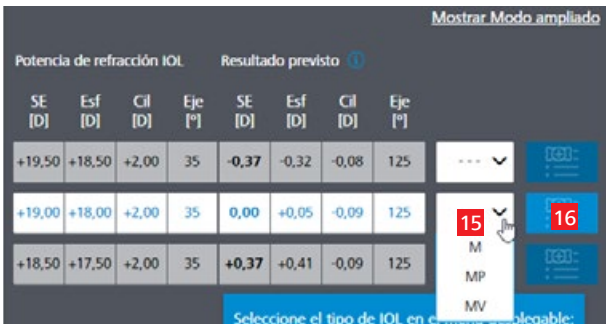 Mostrar Modo ampliado
Potencia de refracción IOL Resultado previsto
SE Esf Cil Eje SE Esf Cil Eje
[D] [D] [D] [°] [D] [D] [D] [°]
+19,50 +18,50 +2,00 35 -0,37 -0,32 -0,08 125 ---
+19,00 +18,00 +2,00 35 0,00 +0,05 -0,09 125 15 16
M
+18,50 +17,50 +2,00 35 +0,37 +0,41 -0,09 125 MP
MV
Seleccione el tipo de IOL en el menú desplegable: